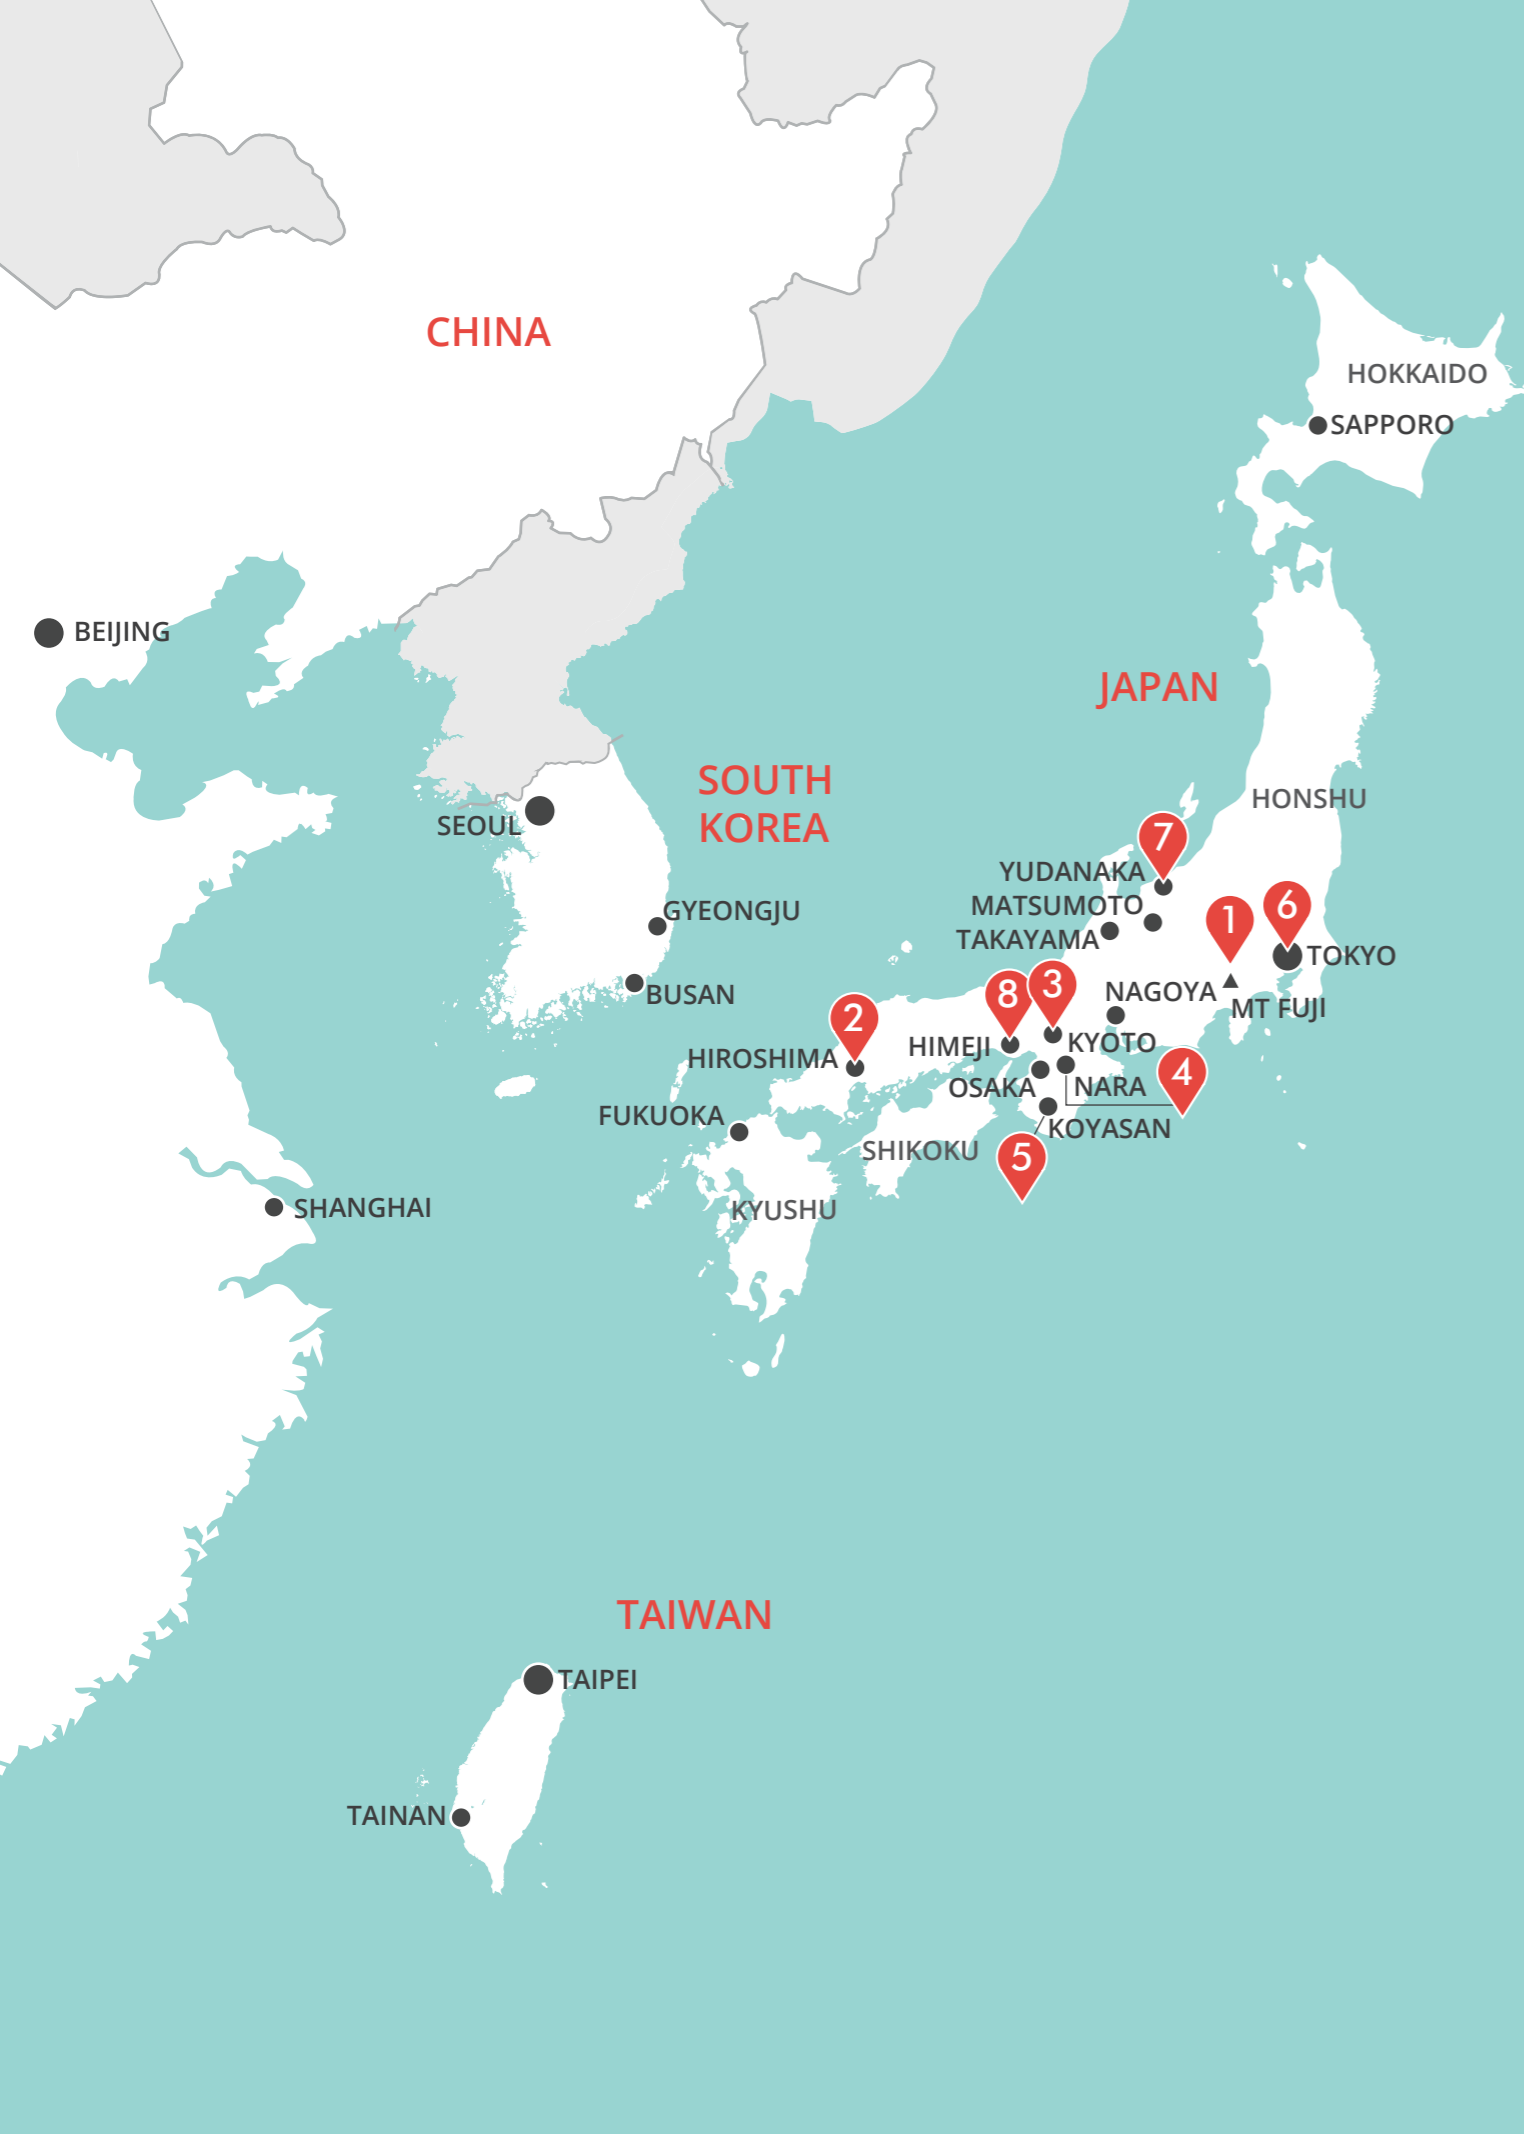 CHINA
HOKKAIDO
SAPPORO
BEIJING
JAPAN
SOUTH
KOREA
HONSHU
SEOUL
7
YUDANAKA
MATSUMOTO
TAKAYAMA
1
6
TOKYO
GYEONGJU
BUSAN
NAGOYA
MT FUJI
2
8
3
HIROSHIMA
HIMEJI
KYOTO
OSAKA
NARA
4
FUKUOKA
KOYASAN
SHIKOKU
5
KYUSHU
SHANGHAI
TAIWAN
TAIPEI
TAINAN